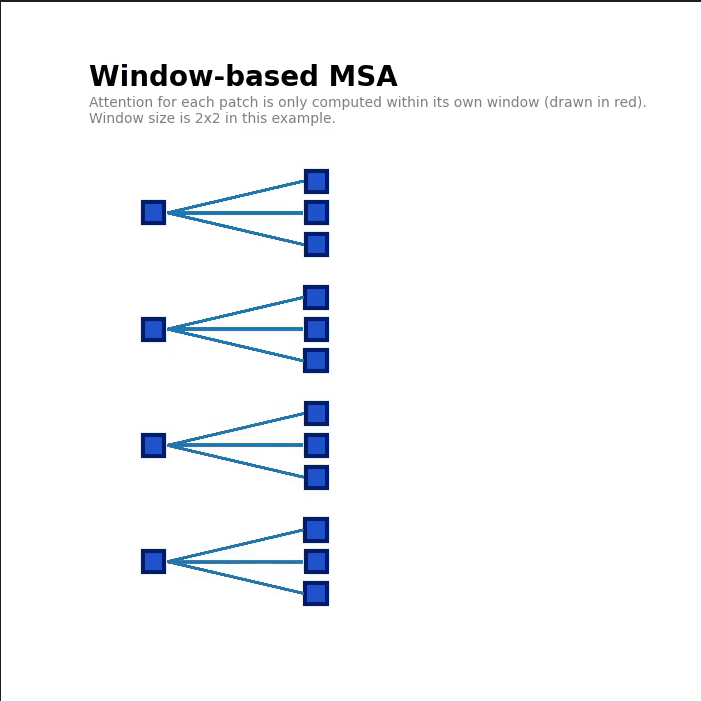 Window-based MSA
Attention for each patch is only computed within its own window (drawn in red).
Window size is 2x2 in this example.